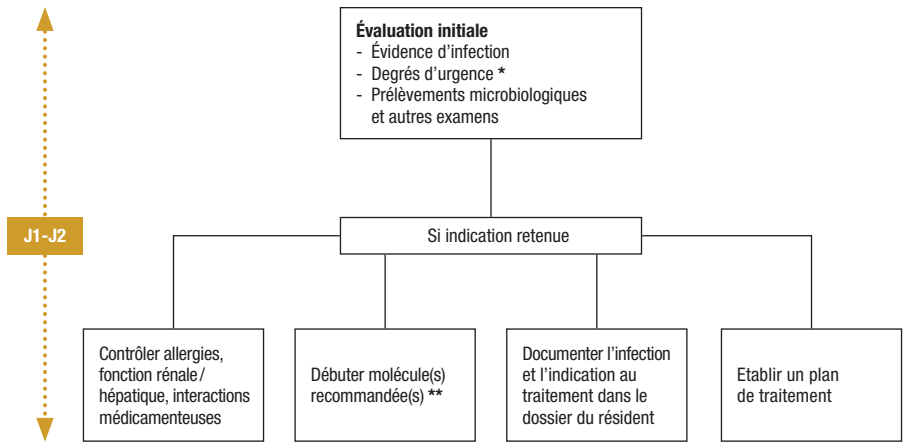 Évaluation initiale
- Évidence d'infection
- Degrés d'urgence *
- Prélèvements microbiologiques
et autres examens
J1-J2
Si indication retenue
Contrôler allergies,
fonction rénale/
hépatique, interactions
médicamenteuses
Débuter molécule(s)
recommandée(s) **
Documenter l'infection
et l'indication au
traitement dans le
dossier du résident
Etablir un plan
de traitement